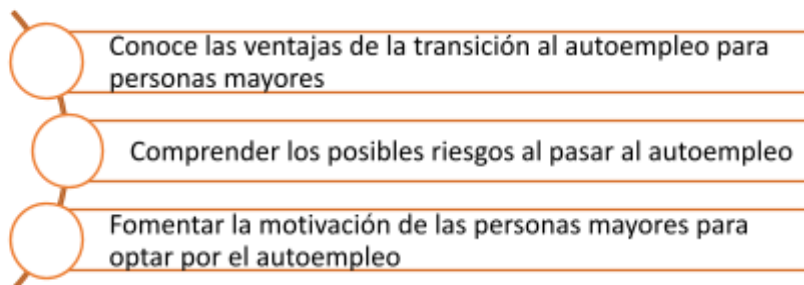 Conoce las ventajas de la transición al autoempleo para
personas mayores
Comprender los posibles riesgos al pasar al autoempleo
Fomentar la motivación de las personas mayores para
optar por el autoempleo